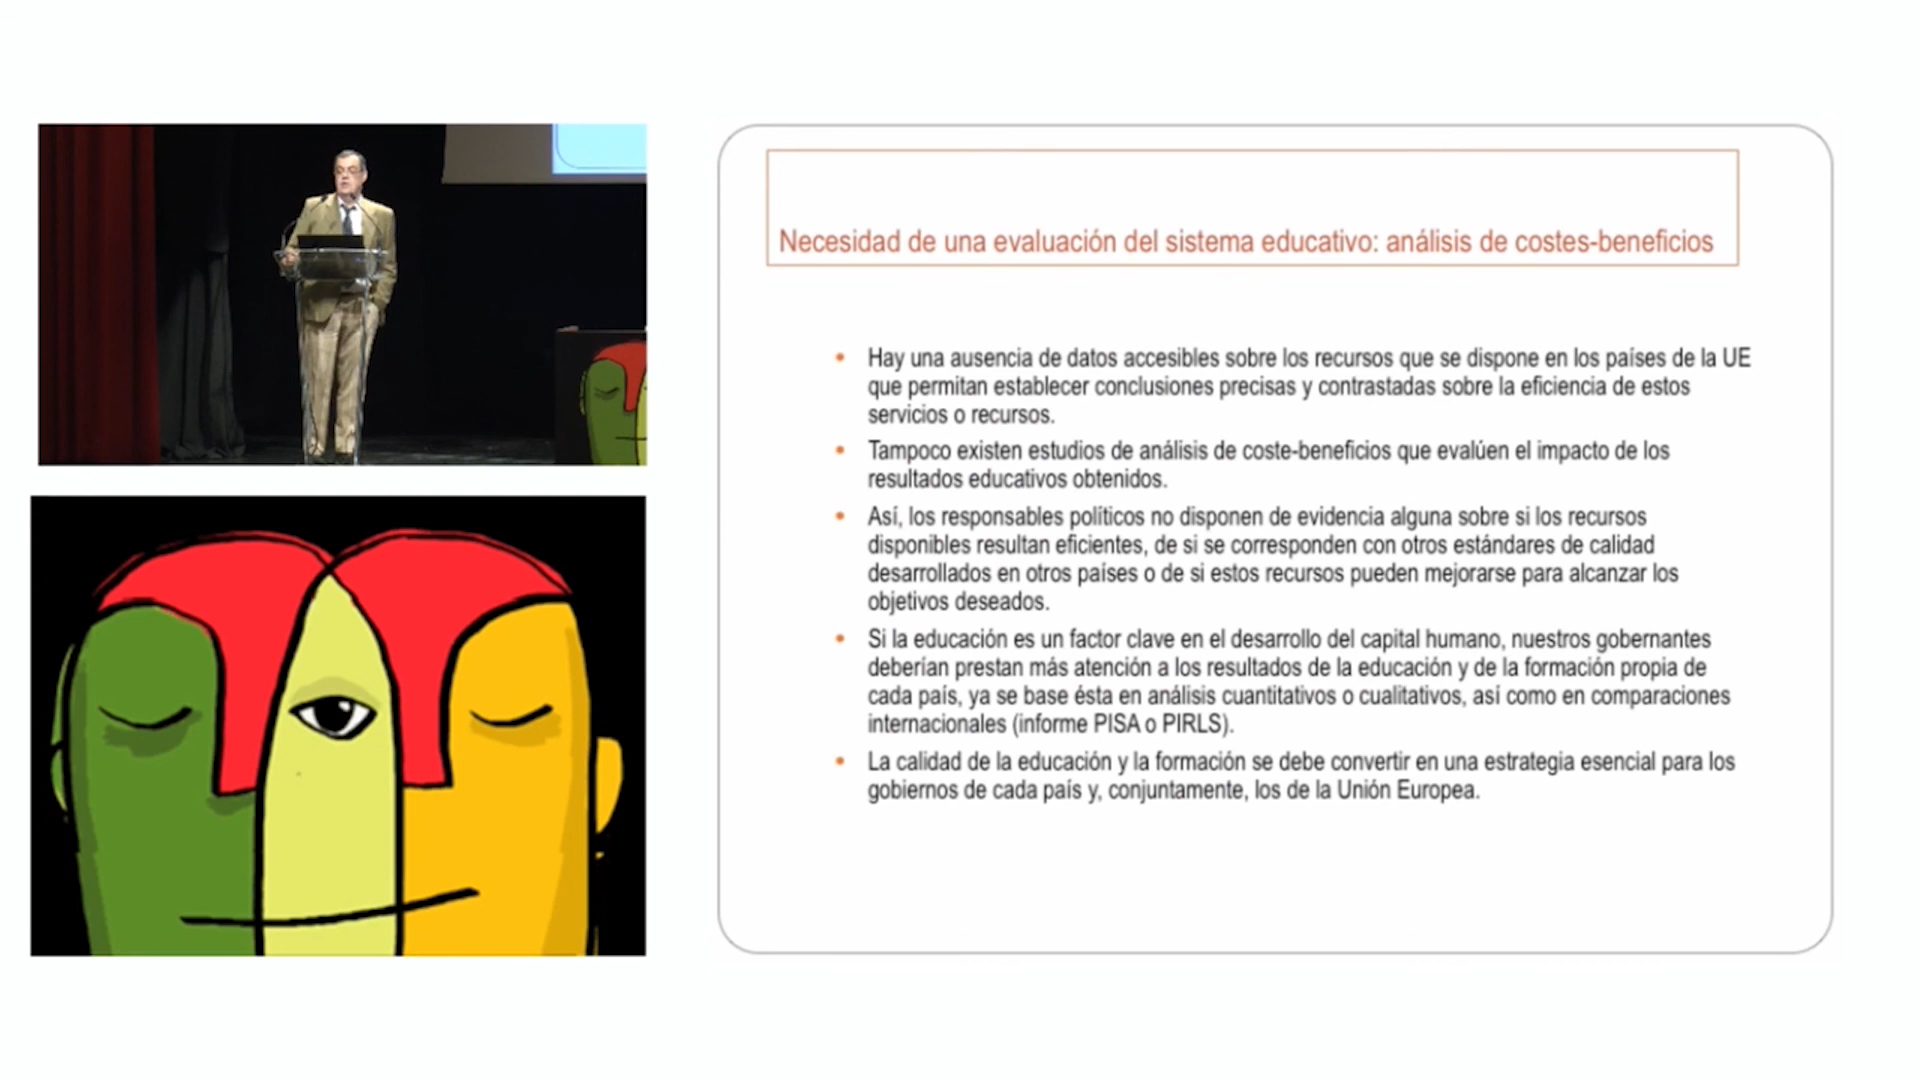 Necesidad de una evaluación del sistema educativo: análisis de costes-beneficios
• Hay una ausencia de datos accesibles sobre los recursos que se dispone en los países de la UE
que permitan establecer conclusiones precisas y contrastadas sobre la eficiencia de estos
servicios o recursos.
• Tampoco existen estudios de análisis de coste-beneficios que evalúen el impacto de los
resultados educativos obtenidos.
• Así, los responsables políticos no disponen de evidencia alguna sobre si los recursos
disponibles resultan eficientes, de si se corresponden con otros estándares de calidad
desarrollados en otros países o de si estos recursos pueden mejorarse para alcanzar los
objetivos deseados.
• Si la educación es un factor clave en el desarrollo del capital humano, nuestros gobernantes
deberían prestan más atención a los resultados de la educación y de la formación propia de
cada país, ya se base ésta en análisis cuantitativos o cualitativos, así como en comparaciones
internacionales (informe PISA o PIRLS).
• La calidad de la educación y la formación se debe convertir en una estrategia esencial para los
gobiernos de cada país y, conjuntamente, los de la Unión Europea.